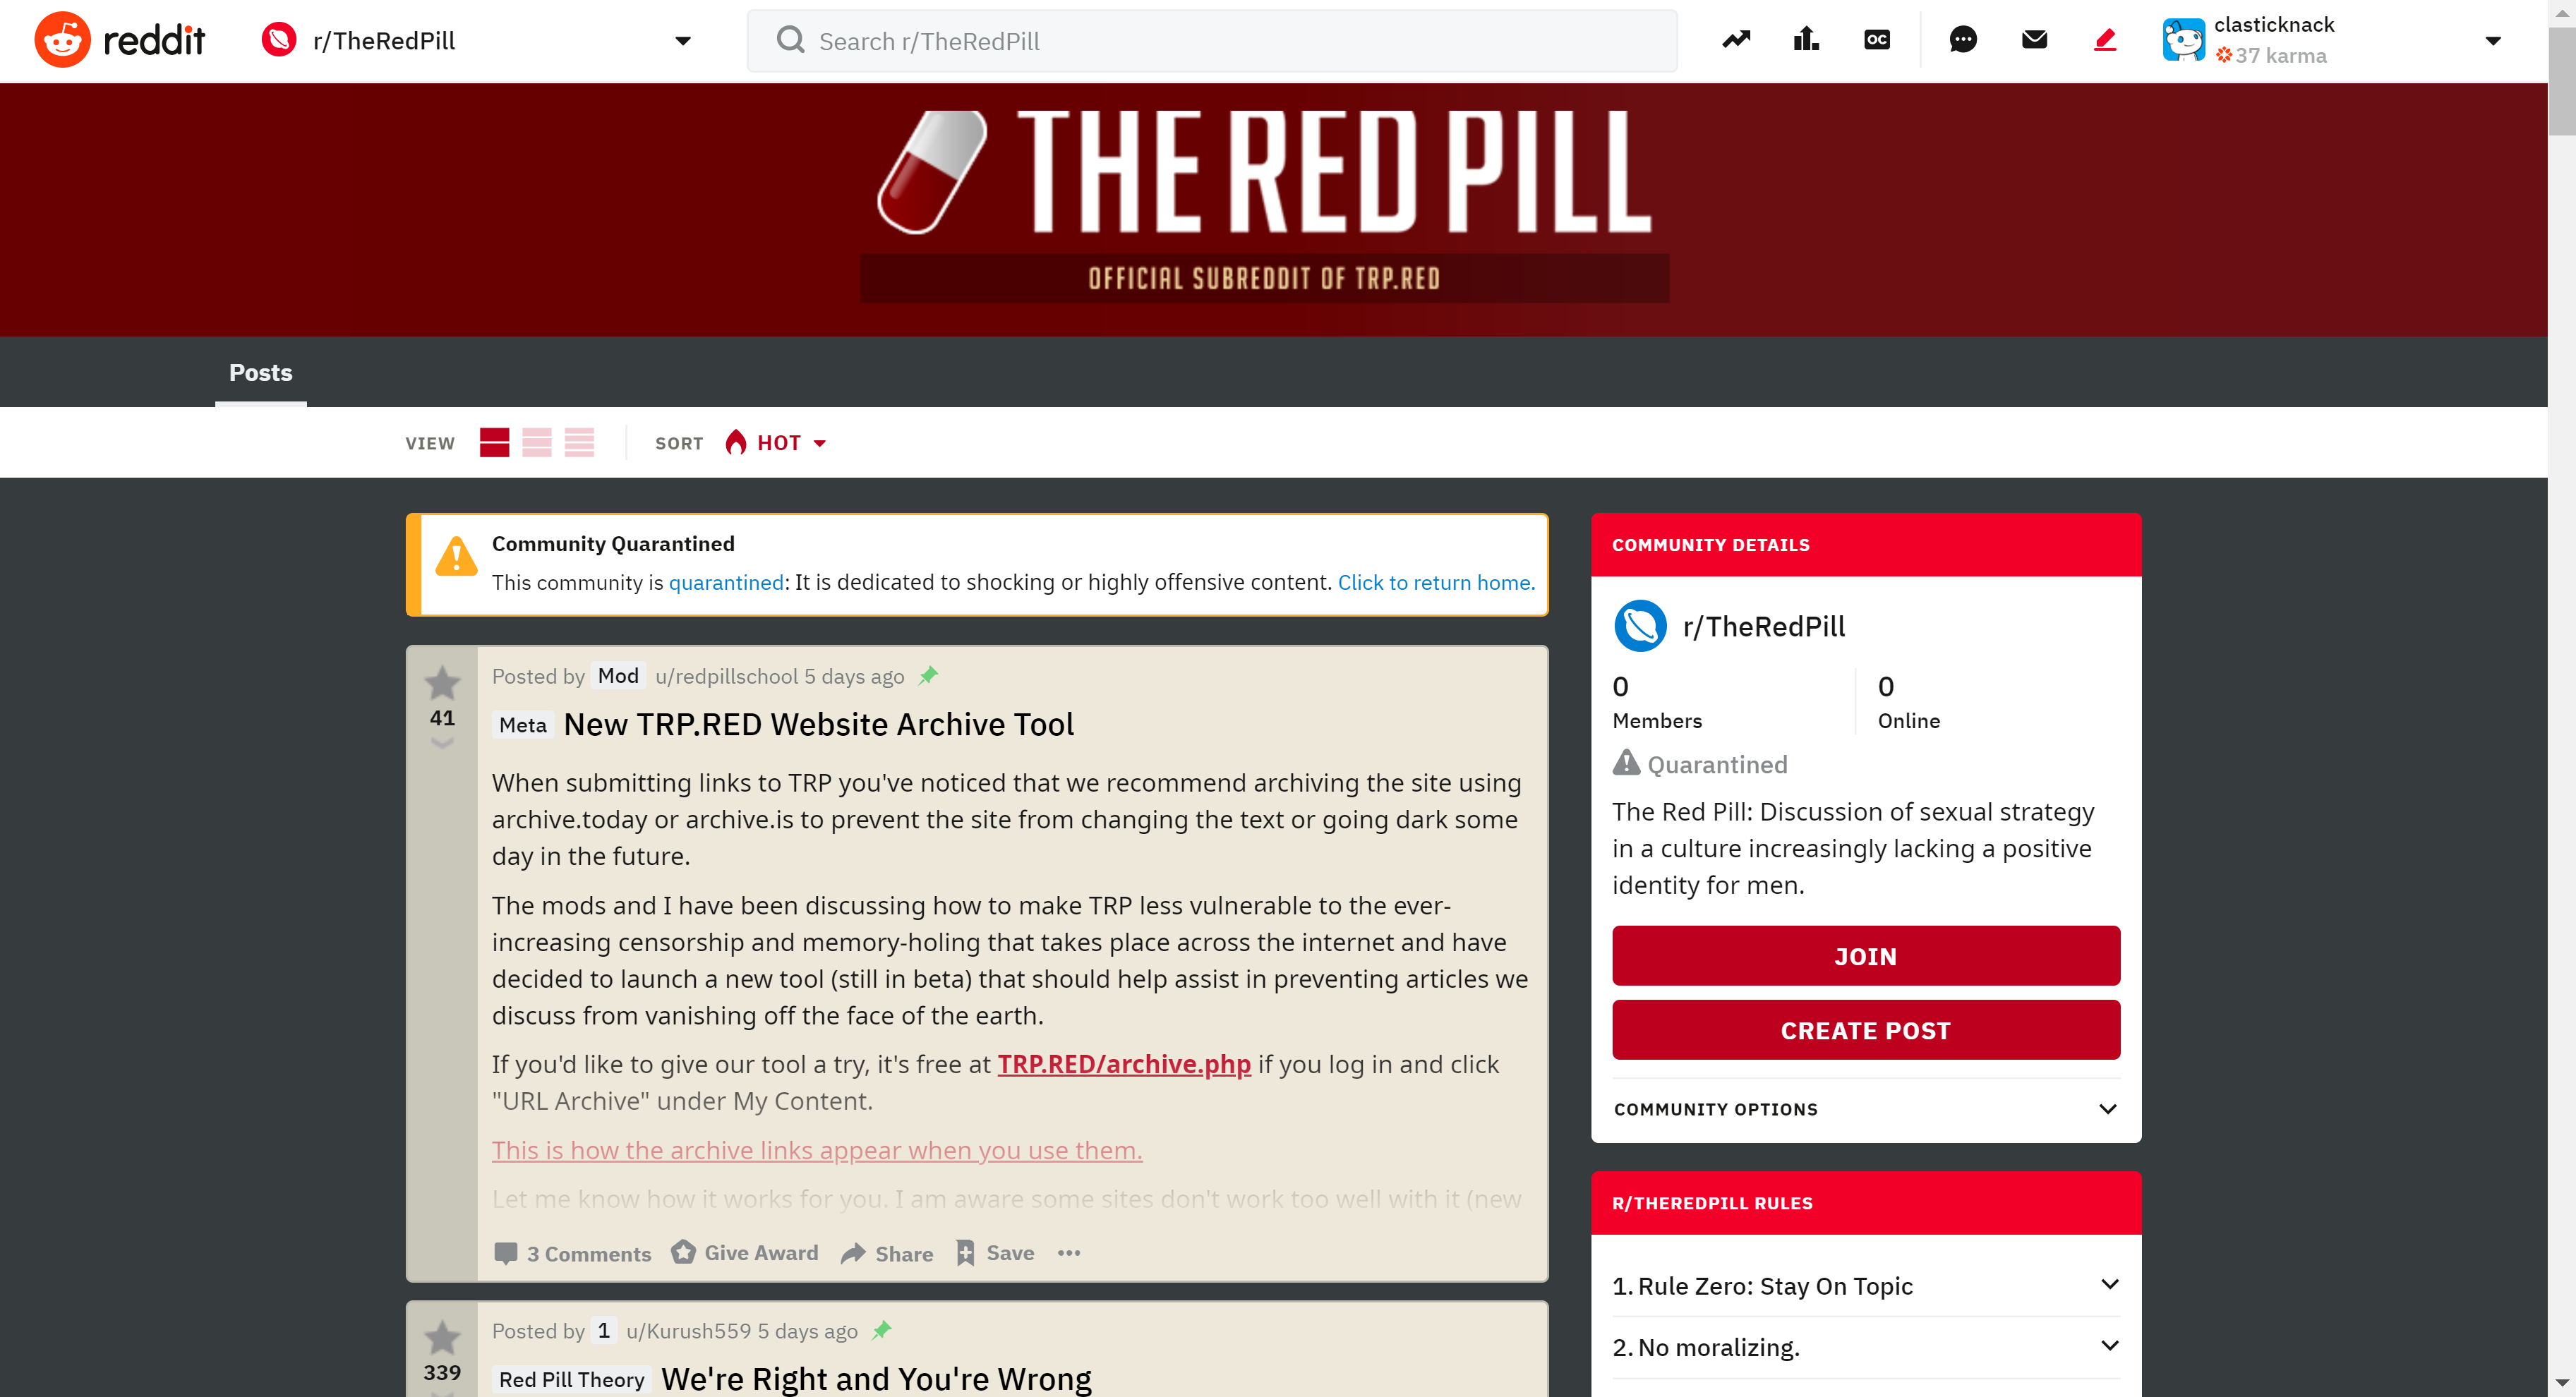 reddit
r/TheRedPill
Search r/TheRedPill
OC
clasticknack
37 karma
THE RED PILL
OFFICIAL SUBREDDIT OF TRP.RED
Posts
VIEW
SORT
HOT
Community Quarantined
This community is quarantined: It is dedicated to shocking or highly offensive content. Click to return home.
41
Posted by Mod u/redpillschool 5 days ago
Meta New TRP.RED Website Archive Tool
When submitting links to TRP you've noticed that we recommend archiving the site using
archive.today or archive.is to prevent the site from changing the text or going dark some
day in the future.
The mods and I have been discussing how to make TRP less vulnerable to the ever-
increasing censorship and memory-holing that takes place across the internet and have
decided to launch a new tool (still in beta) that should help assist in preventing articles we
discuss from vanishing off the face of the earth.
If you'd like to give our tool a try, it's free at TRP.RED/archive.php if you log in and click
"URL Archive" under My Content.
This is how the archive links appear when you use them.
Let me know how it works for you. I am aware some sites don't work too well with it (new
3 Comments Give Award Share Save
339
Posted by 1 u/Kurush559 5 days ago
Red Pill Theory We're Right and You're Wrong
COMMUNITY DETAILS
r/TheRedPill
0 0
Members Online
Quarantined
The Red Pill: Discussion of sexual strategy
in a culture increasingly lacking a positive
identity for men.
JOIN
CREATE POST
COMMUNITY OPTIONS
R/THEREDPILL RULES
1. Rule Zero: Stay On Topic
2. No moralizing.